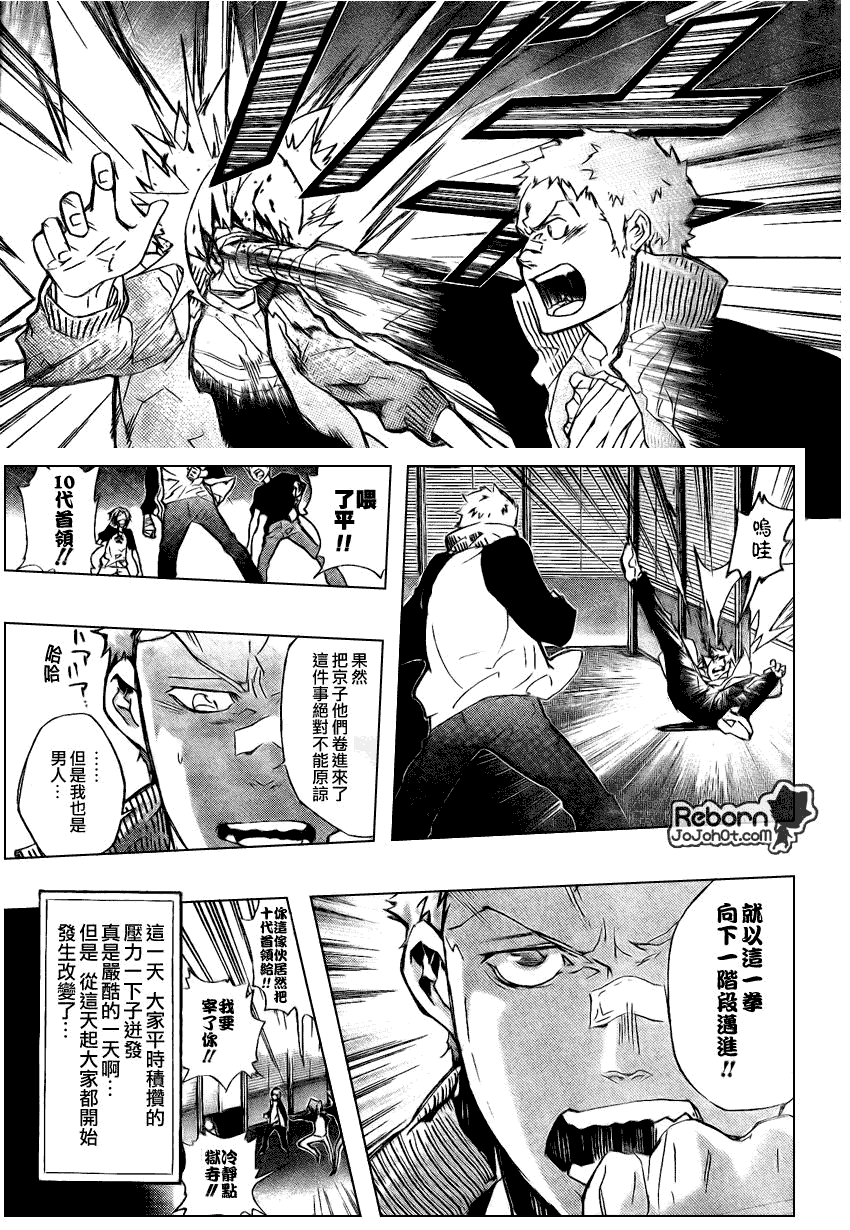 嗚哇
喂
了平!!
10代首領!!
果然
把京子他們卷進來了
這件事絕對不能原諒
ハアハア
哈哈
……
但是我也是
男人…
Reborn
JoJoHOt.com
就以這一拳
向下一階段邁進!!
你這傢伙居然把
十代首領給!!
我要
宰了你!!
冷靜點
獄寺!!
這一天 大家平時積攢的
壓力一下子迸發
真是嚴酷的一天啊…
但是 從這天起大家都開始
發生改變了…